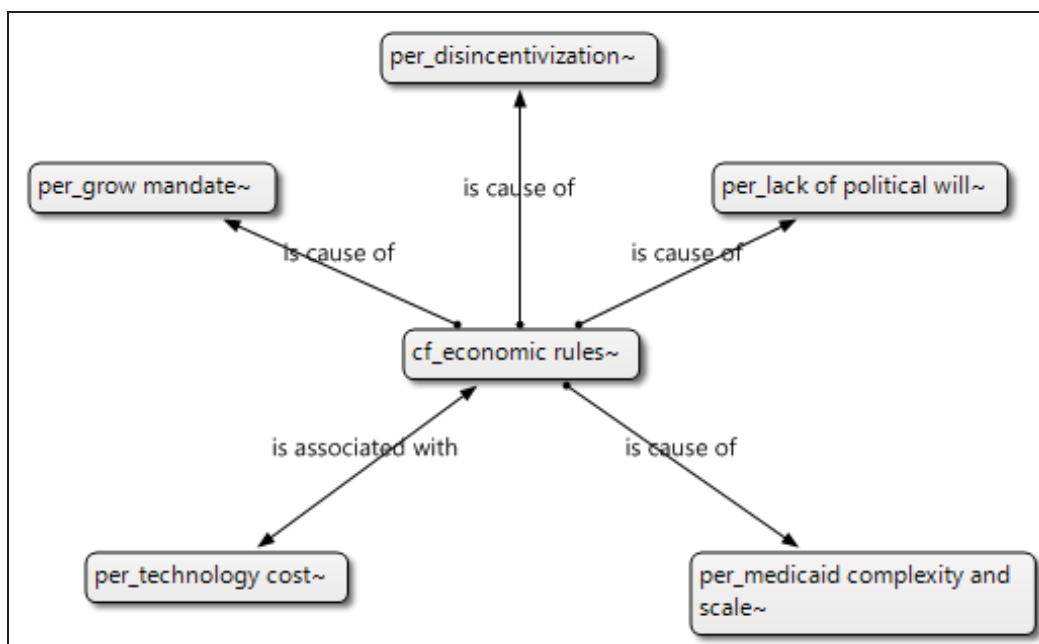 per_disincentivization~
per_grow mandate~
is cause of
per_lack of political will~
is cause of
is cause of
cf_economic rules~
is associated with
is cause of
per_technology cost~
per_medicaid complexity and
scale~